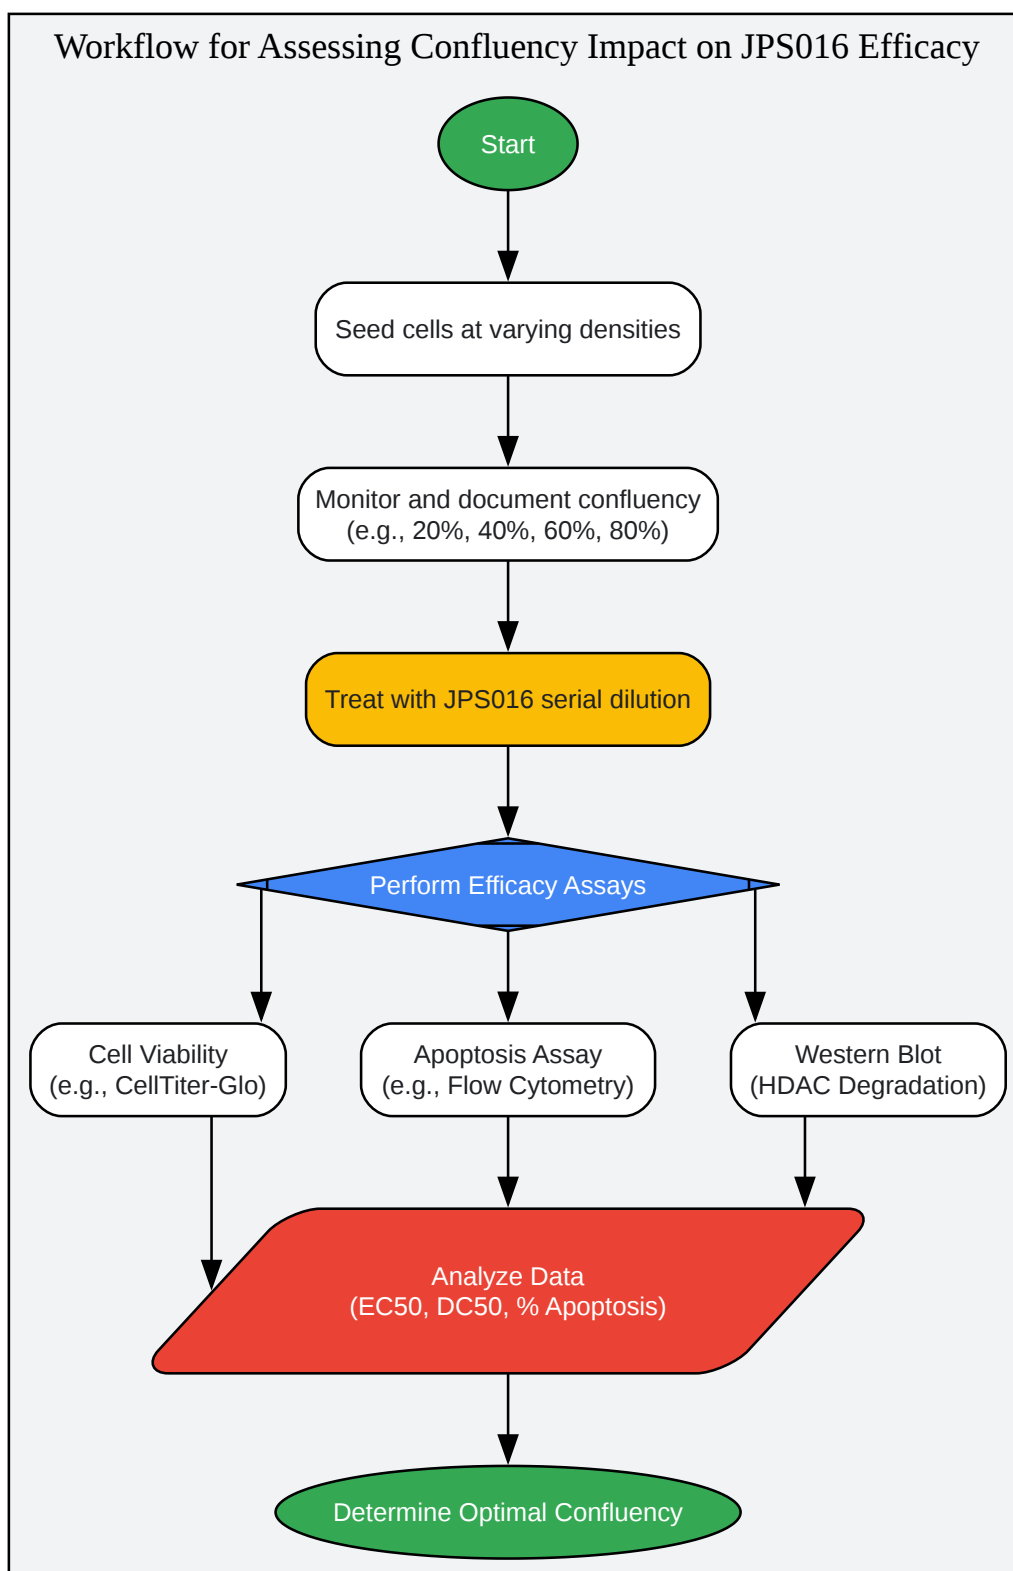 Workflow for Assessing Confluency Impact on JPS016 Efficacy
Start
Seed cells at varying densities
Monitor and document confluency
(e.g., 20%, 40%, 60%, 80%)
Treat with JPS016 serial dilution
Perform Efficacy Assays
Cell Viability
(e.g., CellTiter-Glo)
Apoptosis Assay
(e.g., Flow Cytometry)
Western Blot
(HDAC Degradation)
Analyze Data
(EC50, DC50, % Apoptosis)
Determine Optimal Confluency